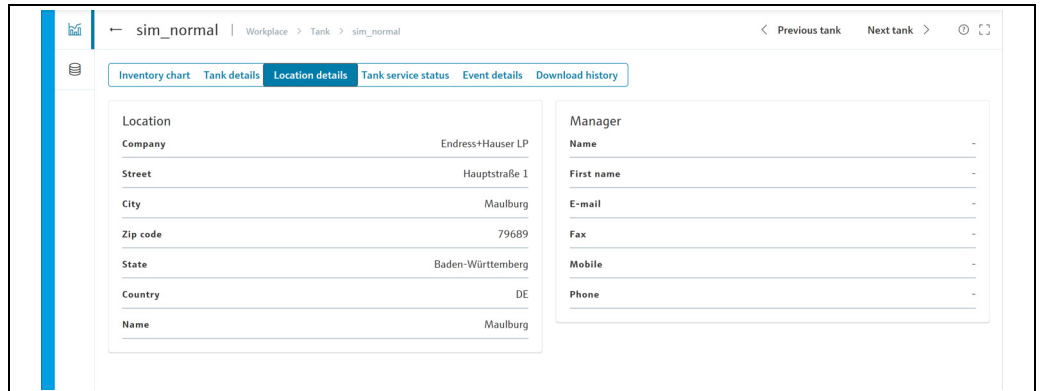 ← sim_normal | Workplace > Tank > sim_normal < Previous tank Next tank >
Inventory chart Tank details Location details Tank service status Event details Download history
Location
Company Endress+Hauser LP
Street Hauptstraße 1
City Maulburg
Zip code 79689
State Baden-Württemberg
Country DE
Name Maulburg
Manager
Name -
First name -
E-mail -
Fax -
Mobile -
Phone -